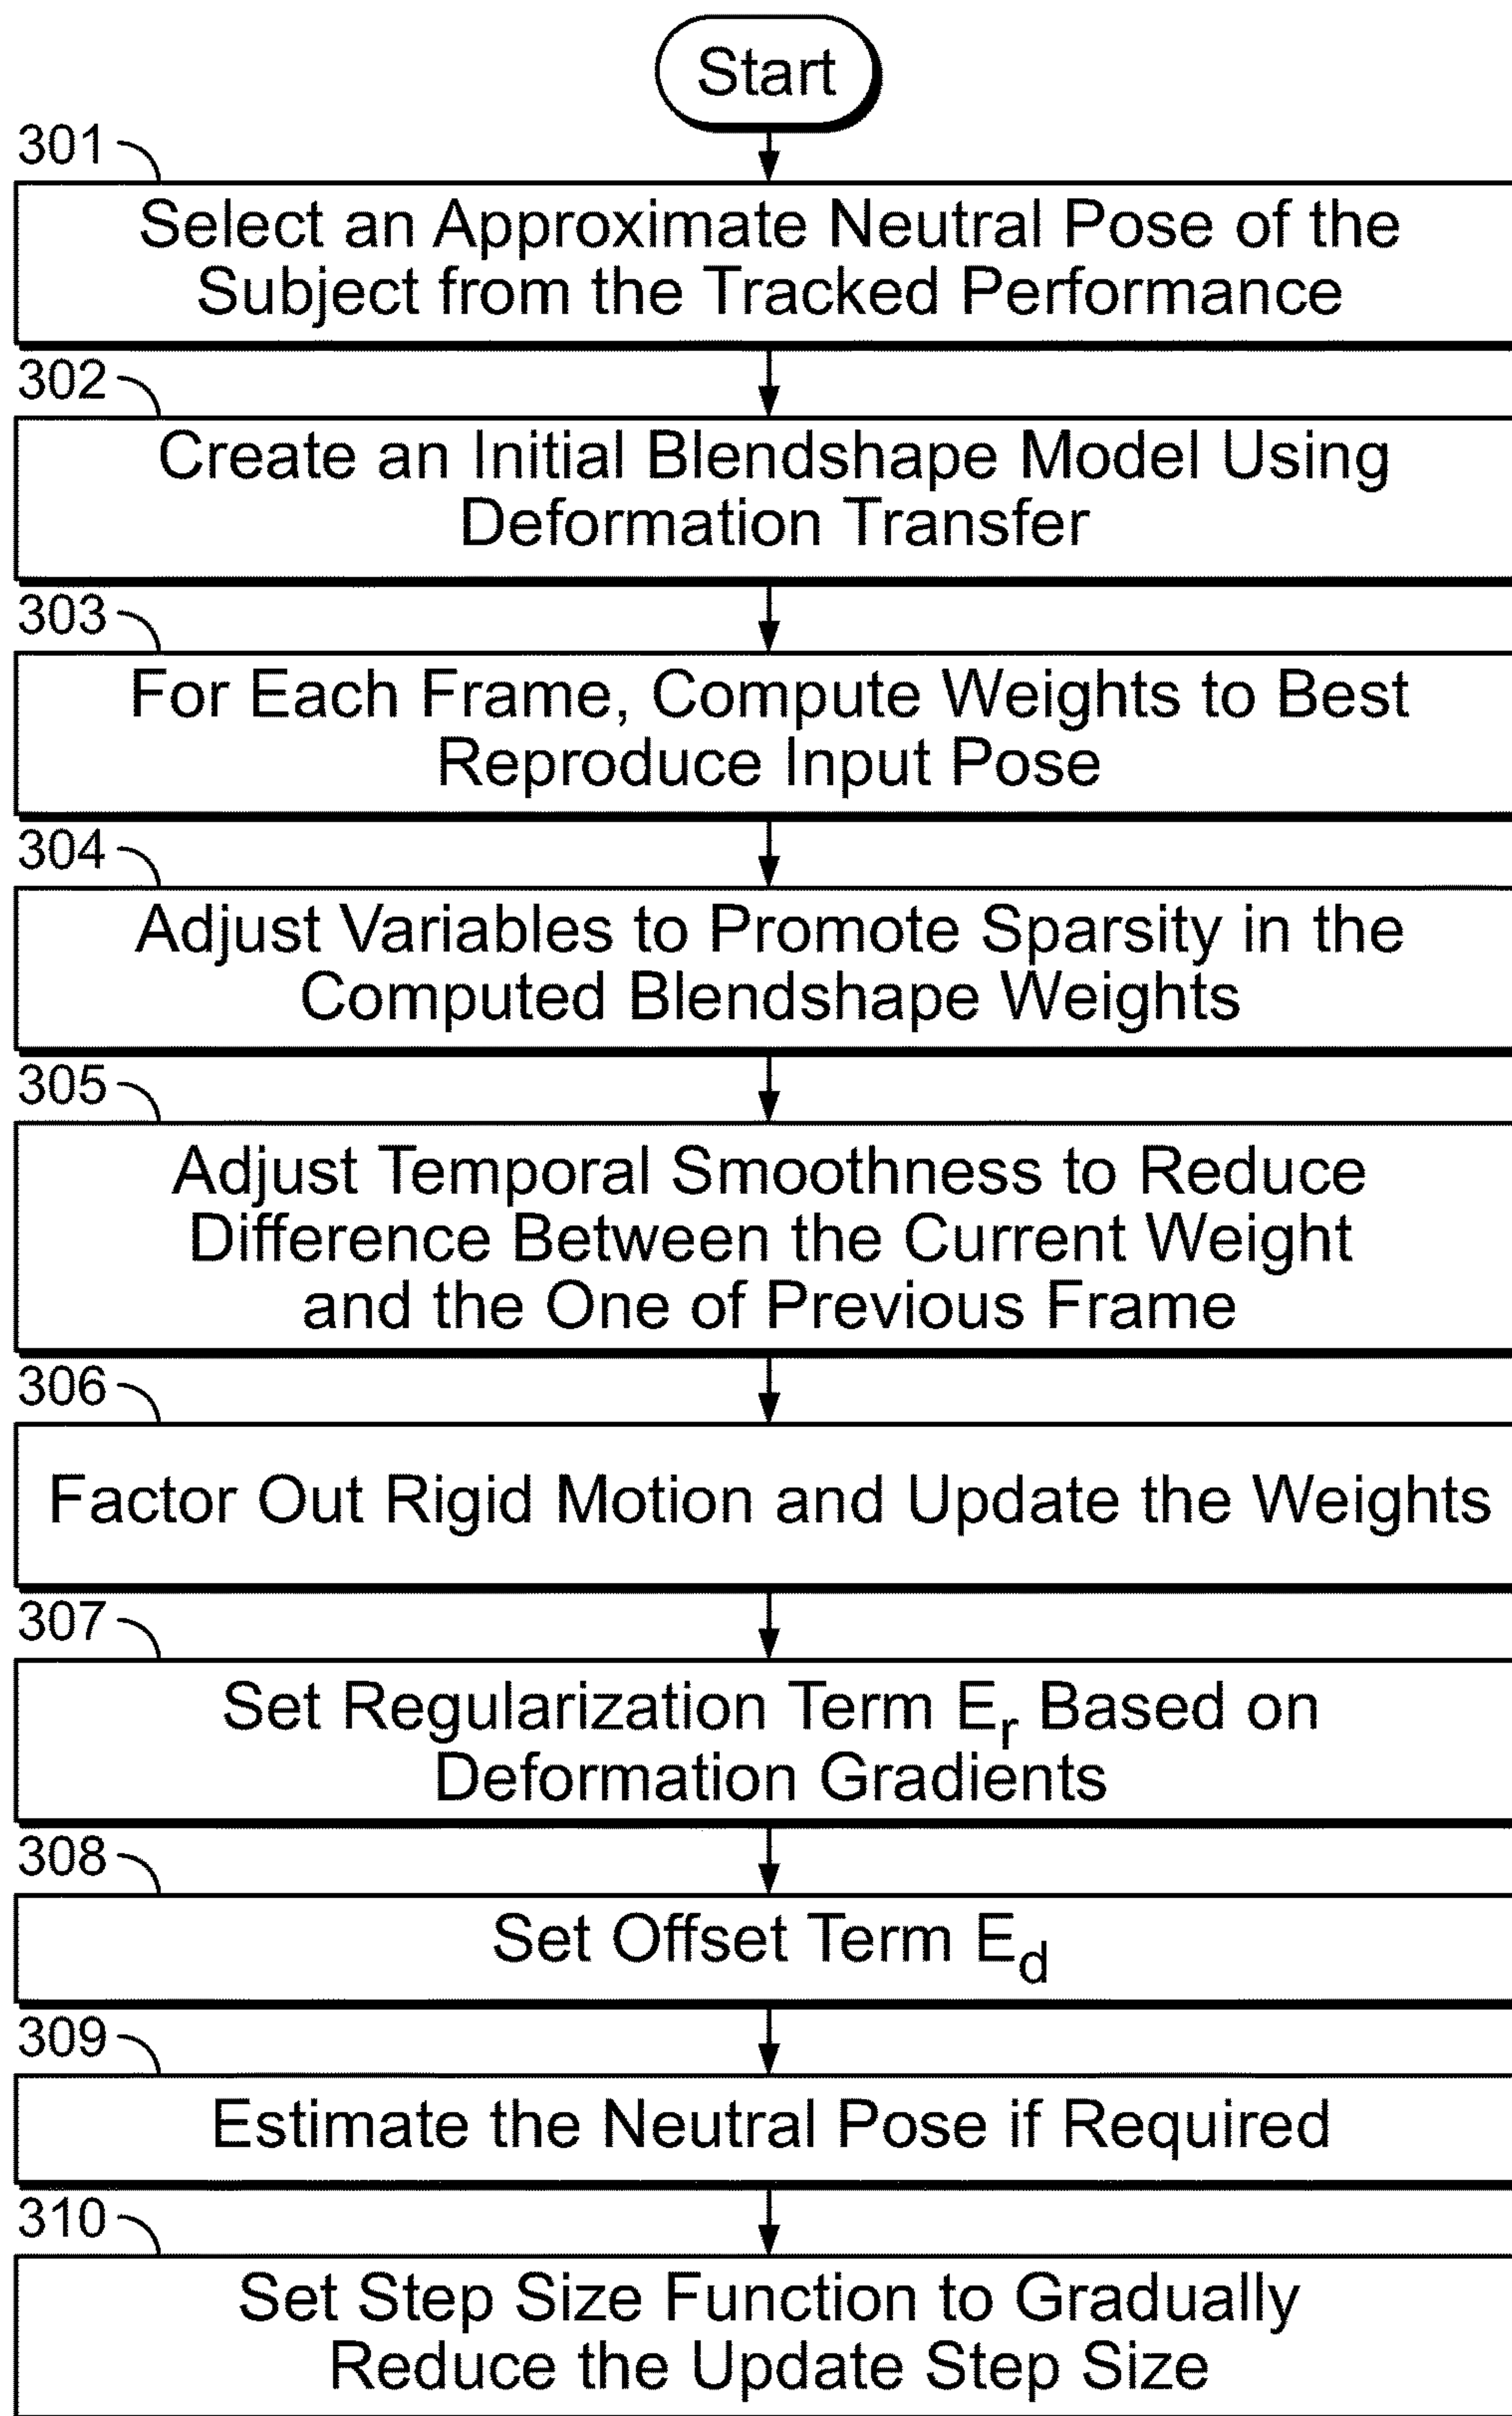 Start
301
Select an Approximate Neutral Pose of the
Subject from the Tracked Performance
302
Create an Initial Blendshape Model Using
Deformation Transfer
303
For Each Frame, Compute Weights to Best
Reproduce Input Pose
304
Adjust Variables to Promote Sparsity in the
Computed Blendshape Weights
305
Adjust Temporal Smoothness to Reduce
Difference Between the Current Weight
and the One of Previous Frame
306
Factor Out Rigid Motion and Update the Weights
307
Set Regularization Term Er Based on
Deformation Gradients
308
Set Offset Term Ed
309
Estimate the Neutral Pose if Required
310
Set Step Size Function to Gradually
Reduce the Update Step Size